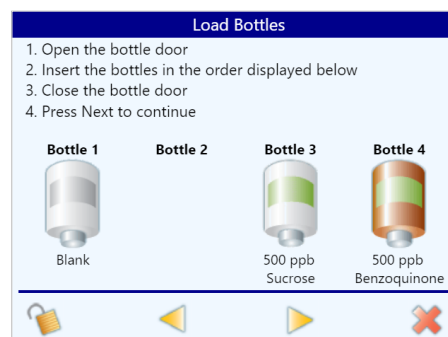 Load Bottles
1. Open the bottle door
2. Insert the bottles in the order displayed below
3. Close the bottle door
4. Press Next to continue
Bottle 1 Bottle 2 Bottle 3 Bottle 4
Blank 500 ppb 500 ppb
Sucrose Benzoquinone